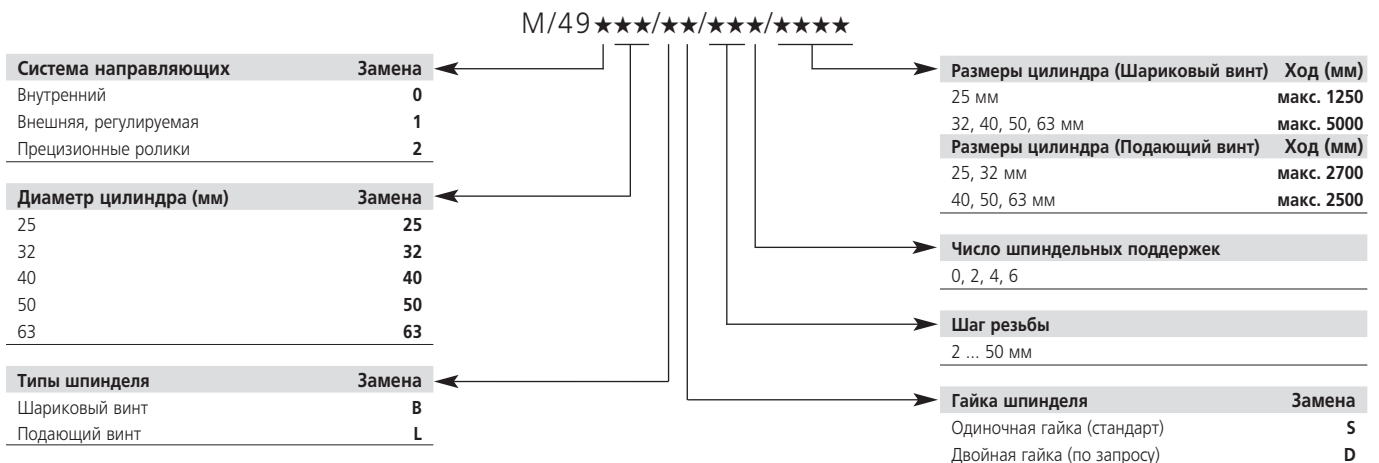 M/49★★★/★★/★★★/★★★★
Система направляющих Замена
Внутренний 0
Внешняя, регулируемая 1
Прецизионные ролики 2
Диаметр цилиндра (мм) Замена
25 25
32 32
40 40
50 50
63 63
Типы шпинделя Замена
Шариковый винт B
Подающий винт L
Размеры цилиндра (Шариковый винт) Ход (мм)
25 мм макс. 1250
32, 40, 50, 63 мм макс. 5000
Размеры цилиндра (Подающий винт) Ход (мм)
25, 32 мм макс. 2700
40, 50, 63 мм макс. 2500
Число шпиндельных поддержек
0, 2, 4, 6
Шаг резьбы
2 ... 50 мм
Гайка шпинделя Замена
Одиночная гайка (стандарт) S
Двойная гайка (по запросу) D